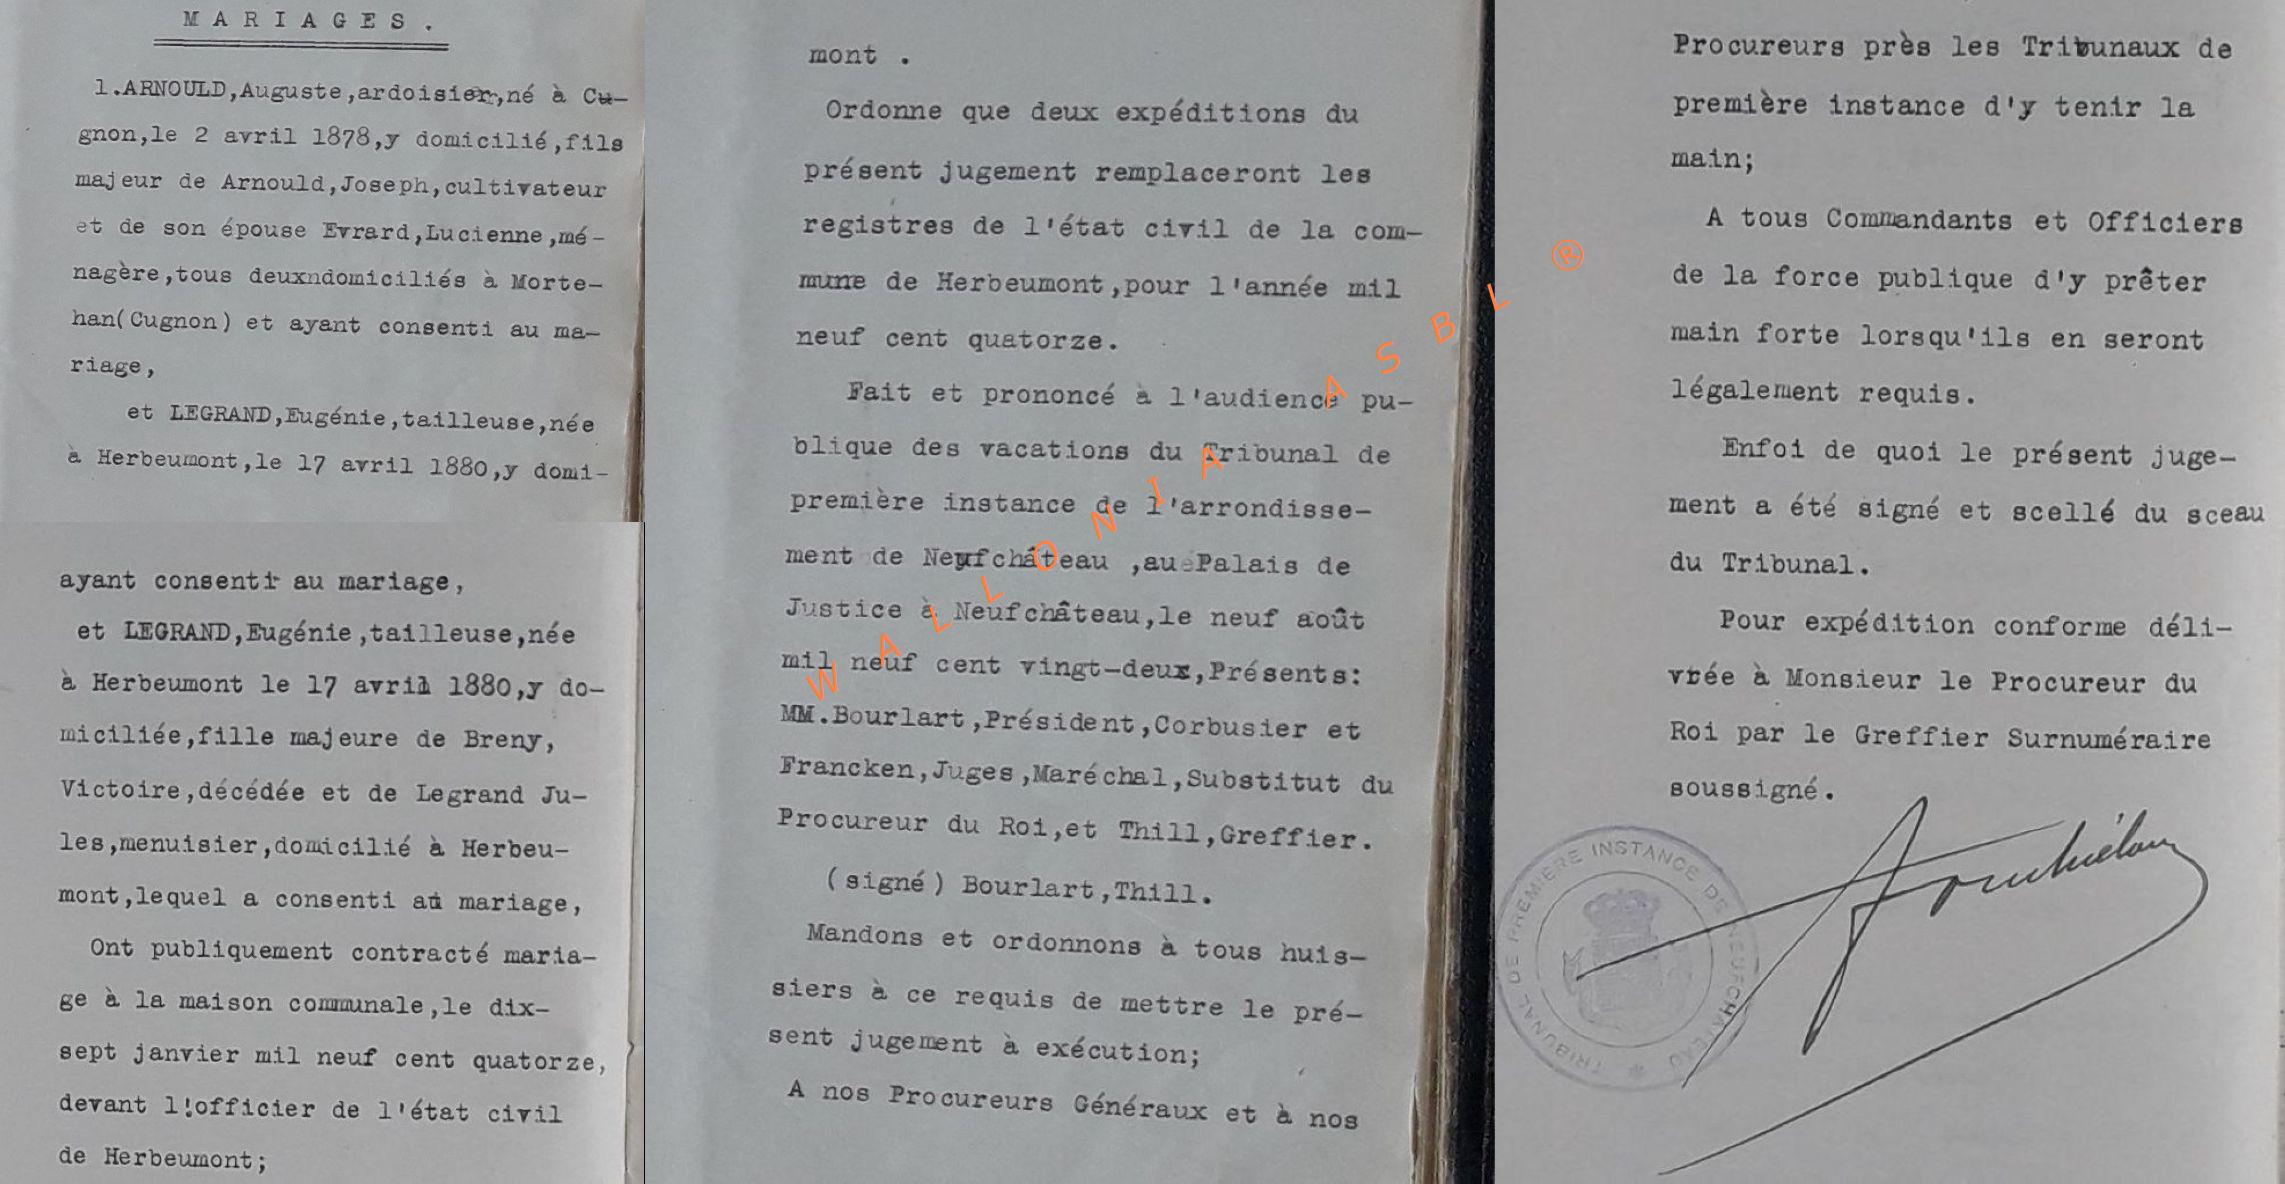 MARIAGES.
1.ARNOULD,Auguste,ardoisier,né à Cu-
gnon,le 2 avril 1878,y domicilié,fils
majeur de Arnould,Joseph,cultivateur
et de son épouse Evrard,Lucienne,mé-
nagère,tous deuxndomiciliés à Morte-
han(Cugnon) et ayant consenti au ma-
riage,
et LEGRAND,Eugénie,tailleuse,née
à Herbeumont,le 17 avril 1880,y domi-
ayant consenti au mariage,
et LEGRAND,Eugénie,tailleuse,née
à Herbeumont le 17 avril 1880,y do-
miciliée,fille majeure de Breny,
Victoire,décédée et de Legrand Ju-
les,menuisier,domicilié à Herbeu-
mont,lequel a consenti au mariage,
Ont publiquement contracté maria-
ge à la maison communale,le dix-
sept janvier mil neuf cent quatorze,
devant l'officier de l'état civil
de Herbeumont;
mont .
Ordonne que deux expéditions du
présent jugement remplaceront les
registres de l'état civil de la com-
mune de Herbeumont,pour l'année mil
neuf cent quatorze.
Fait et prononcé à l'audience pu-
blique des vacations du Tribunal de
première instance de l'arrondisse-
ment de Neufchâteau ,au Palais de
Justice à Neufchâteau,le neuf août
mil neuf cent vingt-deux,Présents:
MM.Bourlart,Président,Corbusier et
Francken,Juges,Maréchal,Substitut du
Procureur du Roi,et Thill,Greffier.
(signé) Bourlart,Thill.
Mandons et ordonnons à tous huis-
siers à ce requis de mettre le pré-
sent jugement à exécution;
A nos Procureurs Généraux et à nos
WALLONIA ASBL ®
Procureurs près les Tribunaux de
première instance d'y tenir la
main;
A tous Commandants et Officiers
de la force publique d'y prêter
main forte lorsqu'ils en seront
légalement requis.
Enfoi de quoi le présent juge-
ment a été signé et scellé du sceau
du Tribunal.
Pour expédition conforme déli-
vrée à Monsieur le Procureur du
Roi par le Greffier Surnuméraire
soussigné.
TRIBUNAL DE PREMIÈRE INSTANCE DE NEUFCHATEAU